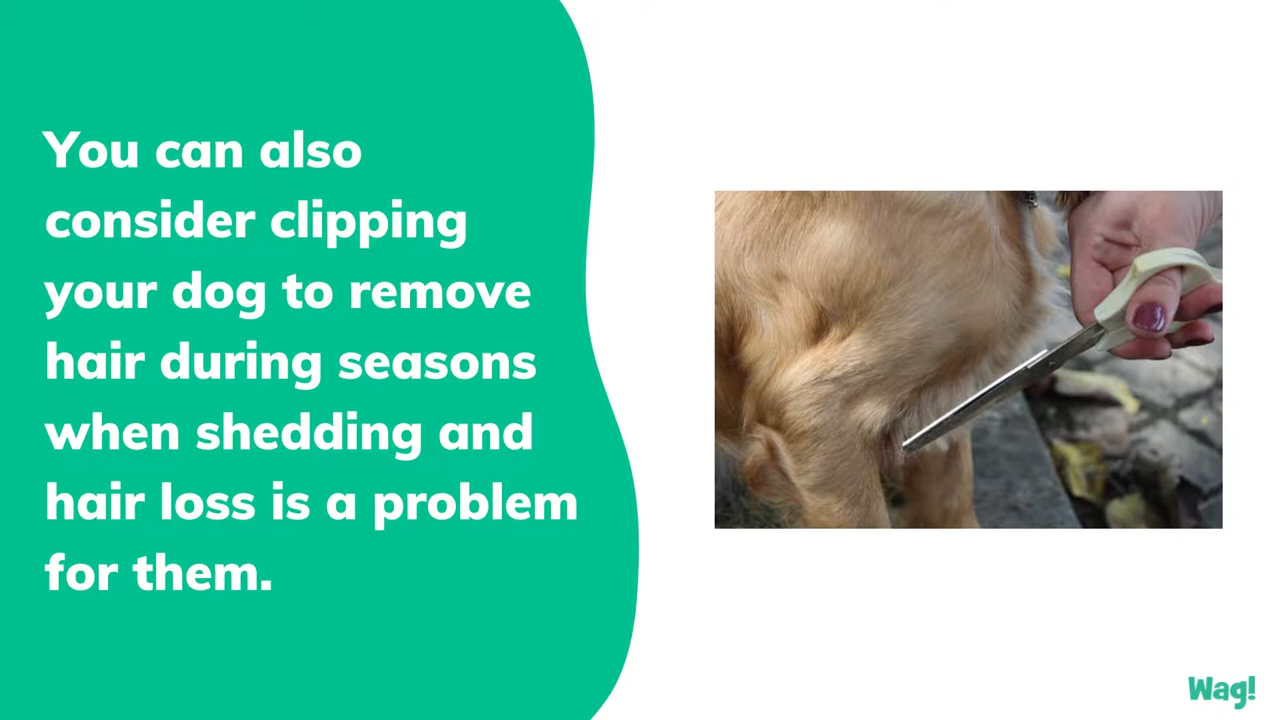 You can also
consider clipping
your dog to remove
hair during seasons
when shedding and
hair loss is a problem
for them.
Wag!